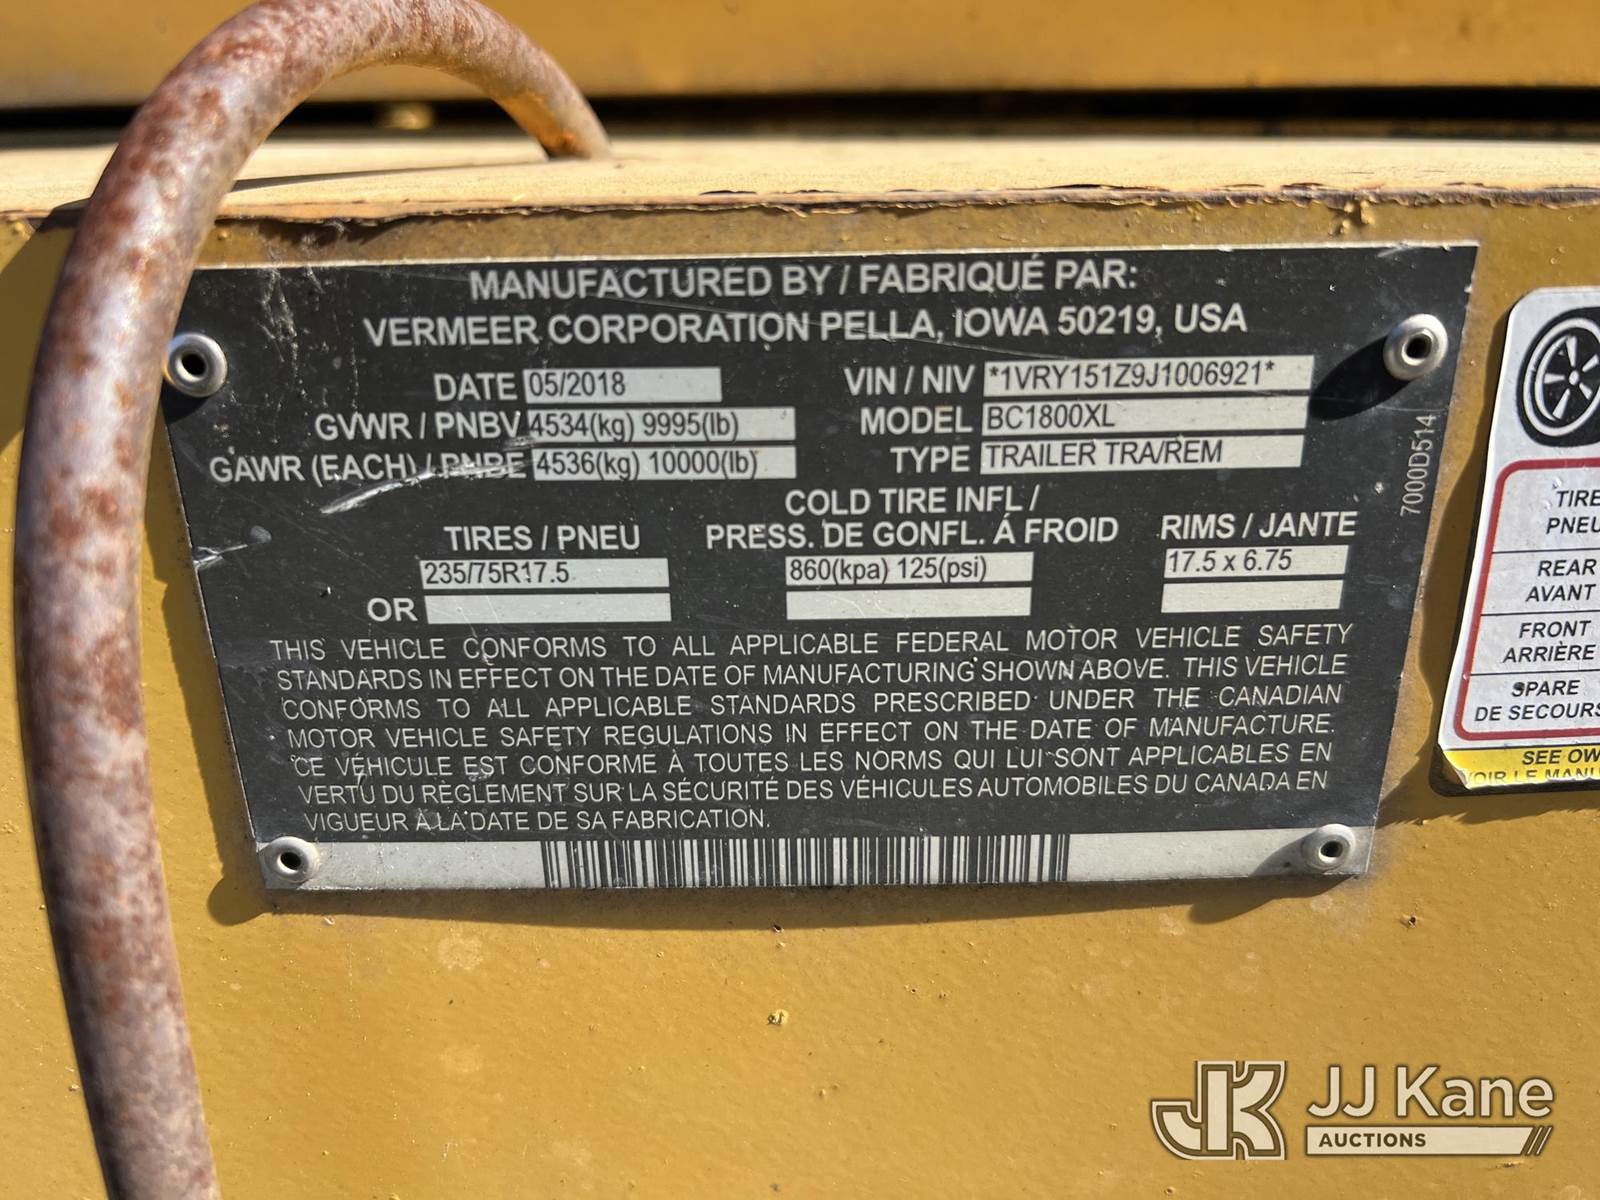 MANUFACTURED BY / FABRIQUÉ PAR:
VERMEER CORPORATION PELLA, IOWA 50219, USA
DATE 05/2018
VIN / NIV *1VRY151Z9J1006921*
GVWR / PNBV 4534(kg) 9995(lb)
MODEL BC1800XL
GAWR (EACH) / PNBE 4536(kg) 10000(lb)
TYPE TRAILER TRA/REM
7000D514
TIRES / PNEU
COLD TIRE INFL /
PRESS. DE GONFL. Á FROID
RIMS / JANTE
235/75R17.5
860(kpa) 125(psi)
17.5 x 6.75
OR
THIS VEHICLE CONFORMS TO ALL APPLICABLE FEDERAL MOTOR VEHICLE SAFETY
STANDARDS IN EFFECT ON THE DATE OF MANUFACTURING SHOWN ABOVE. THIS VEHICLE
CONFORMS TO ALL APPLICABLE STANDARDS PRESCRIBED UNDER THE CANADIAN
MOTOR VEHICLE SAFETY REGULATIONS IN EFFECT ON THE DATE OF MANUFACTURE.
CE VÉHICULE EST CONFORME À TOUTES LES NORMS QUI LUI SONT APPLICABLES EN
VERTU DU RÈGLEMENT SUR LA SÉCURITÉ DES VÉHICULES AUTOMOBILES DU CANADA EN
VIGUEUR A LA DATE DE SA FABRICATION.
TIRE
PNEU
REAR
AVANT
FRONT
ARRIÈRE
SPARE
DE SECOURS
SEE OW
VOIR LE MANU
JK JJ Kane
AUCTIONS